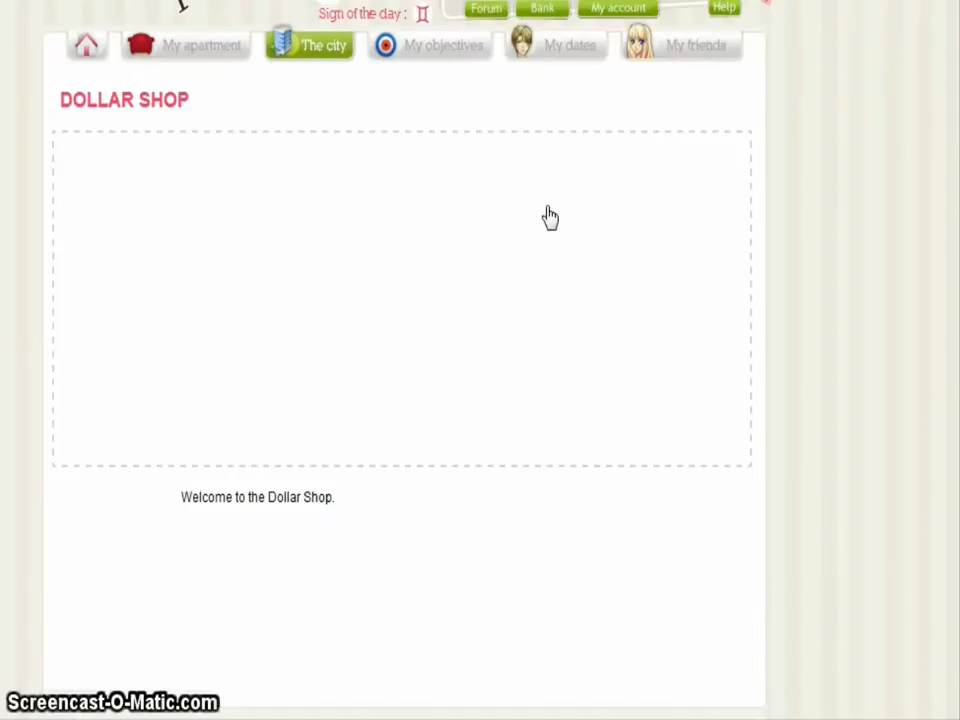 Sign of the day : ♊
Forum Bank My account Help
My apartment The city My objectives My dates My friends
DOLLAR SHOP
Welcome to the Dollar Shop.
Screencast-O-Matic.com